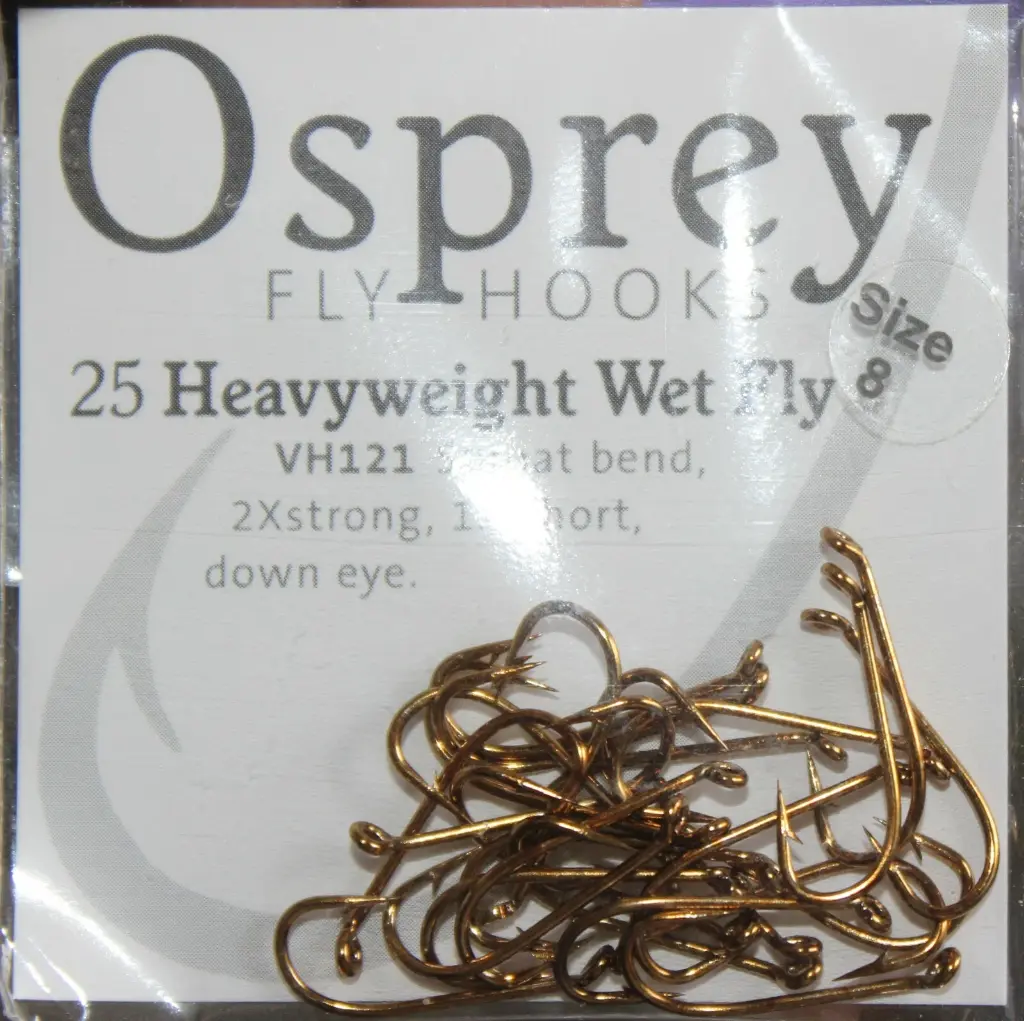 Osprey
FLY HOOKS
Size
8
25 Heavyweight Wet Fly
VH121 bend,
2Xstrong,
down eye.